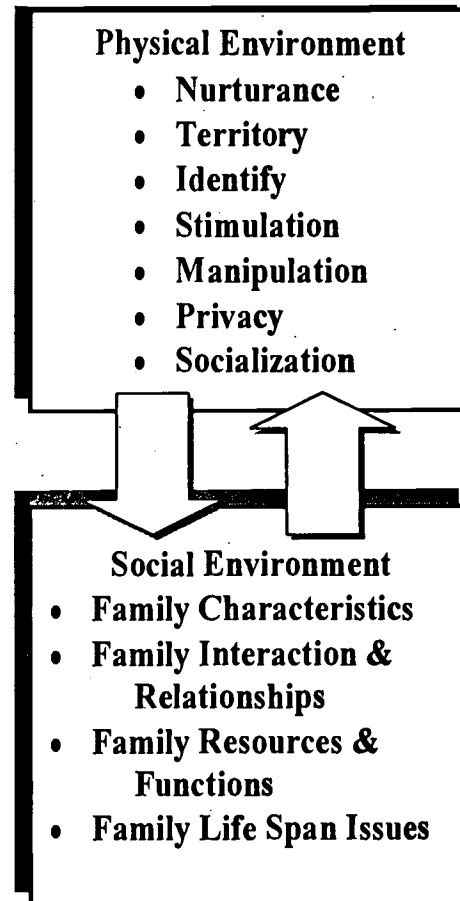 Physical Environment
• Nurturance
• Territory
• Identify
• Stimulation
• Manipulation
• Privacy
• Socialization
Social Environment
• Family Characteristics
• Family Interaction &
Relationships
• Family Resources &
Functions
• Family Life Span Issues